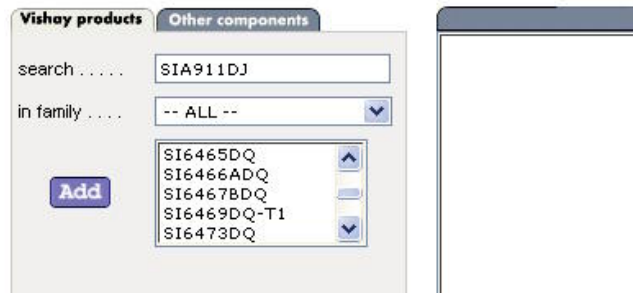 Vishay products Other components
search . . . . . SIA911DJ
in family . . . . -- ALL --
SI6465DQ
SI6466ADQ
Add SI6467BDQ
SI6469DQ-T1
SI6473DQ